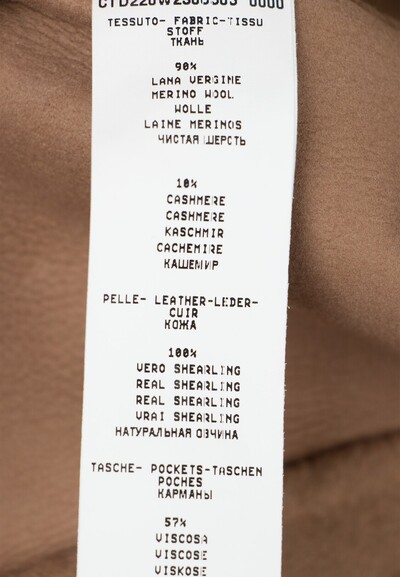 TESSUTO- FABRIC-TISSU
STOFF
ТКАНЬ
90%
LANA VERGINE
MERINO WOOL
WOLLE
LAINE MERINOS
ЧИСТАЯ ШЕРСТЬ
10%
CASHMERE
CASHMERE
KASCHMIR
CACHEMIRE
КАШЕМИР
PELLE- LEATHER-LEDER-
CUIR
КОЖА
100%
VERO SHEARLING
REAL SHEARLING
REAL SHEARLING
VRAI SHEARLING
НАТУРАЛЬНАЯ ОВЧИНА
TASCHE- POCKETS-TASCHEN
POCHES
КАРМАНЫ
57%
VISCOSA
VISCOSE
VISKOSE